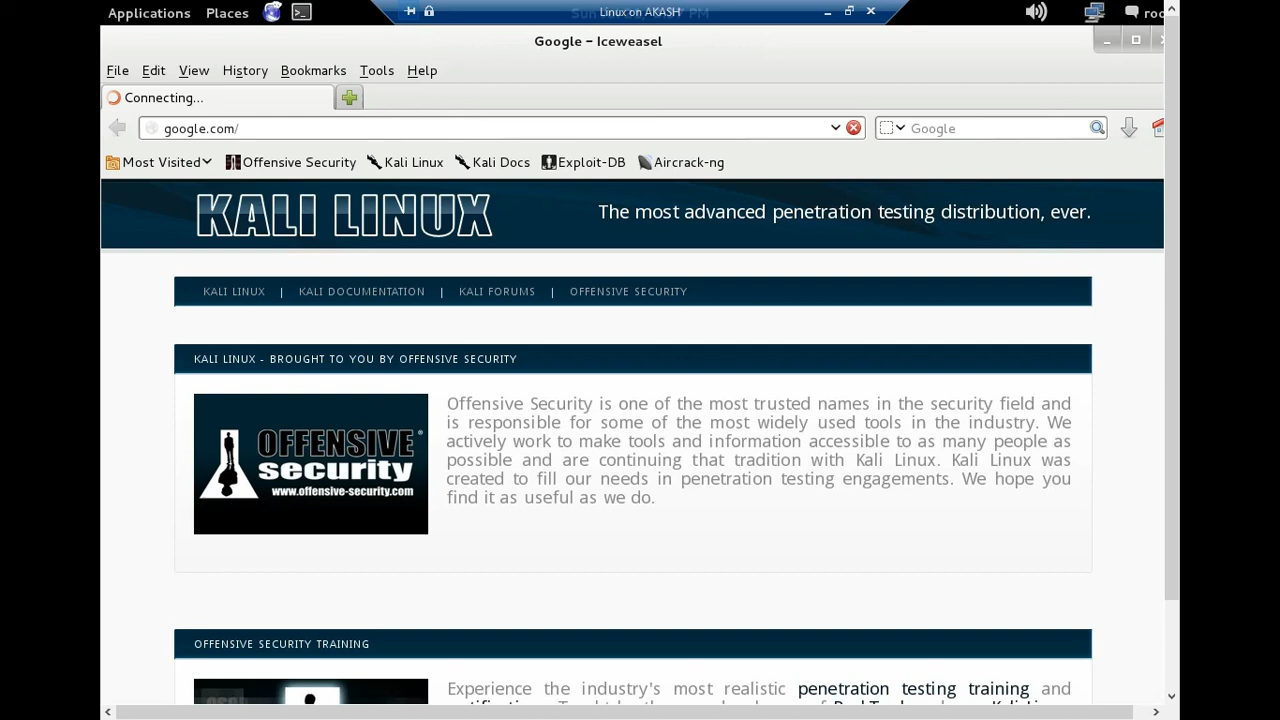 Applications Places Linux on AKASH roo
Google – Iceweasel
File Edit View History Bookmarks Tools Help
Connecting...
google.com/ Google
Most Visited Offensive Security Kali Linux Kali Docs Exploit-DB Aircrack-ng
KALI LINUX The most advanced penetration testing distribution, ever.
KALI LINUX | KALI DOCUMENTATION | KALI FORUMS | OFFENSIVE SECURITY
KALI LINUX - BROUGHT TO YOU BY OFFENSIVE SECURITY
OFFENSIVE
security
www.offensive-security.com
Offensive Security is one of the most trusted names in the security field and
is responsible for some of the most widely used tools in the industry. We
actively work to make tools and information accessible to as many people as
possible and are continuing that tradition with Kali Linux. Kali Linux was
created to fill our needs in penetration testing engagements. We hope you
find it as useful as we do.
OFFENSIVE SECURITY TRAINING
Experience the industry's most realistic penetration testing training and